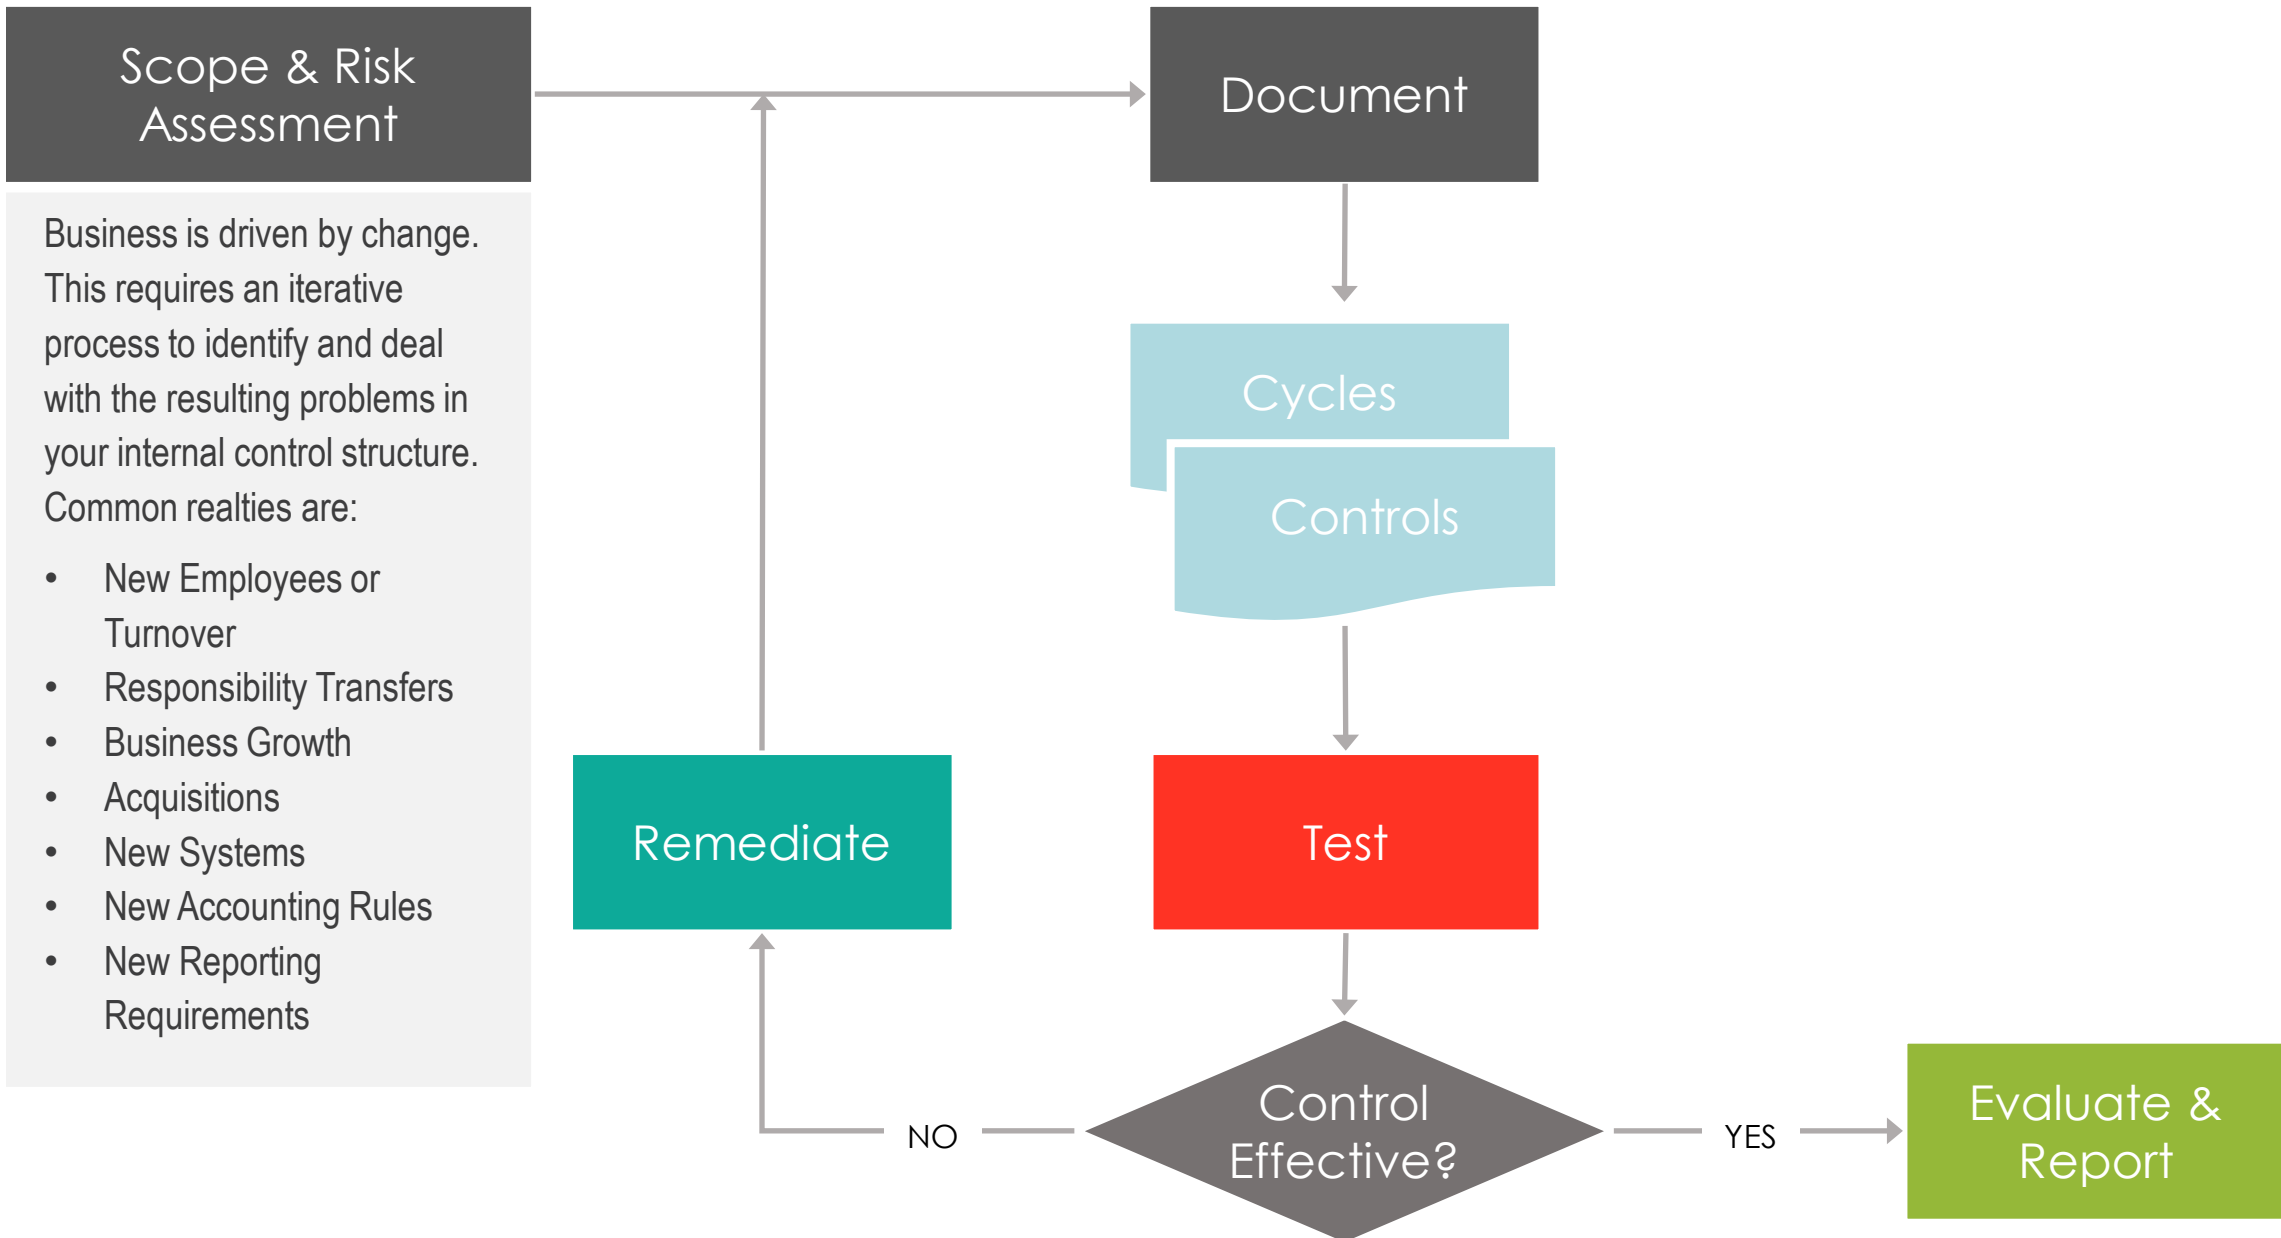 Scope & Risk
Assessment
Business is driven by change.
This requires an iterative
process to identify and deal
with the resulting problems in
your internal control structure.
Common realties are:
• New Employees or
Turnover
• Responsibility Transfers
• Business Growth
• Acquisitions
• New Systems
• New Accounting Rules
• New Reporting
Requirements
Document
Cycles
Controls
Remediate
Test
Control
Effective?
NO
YES
Evaluate &
Report